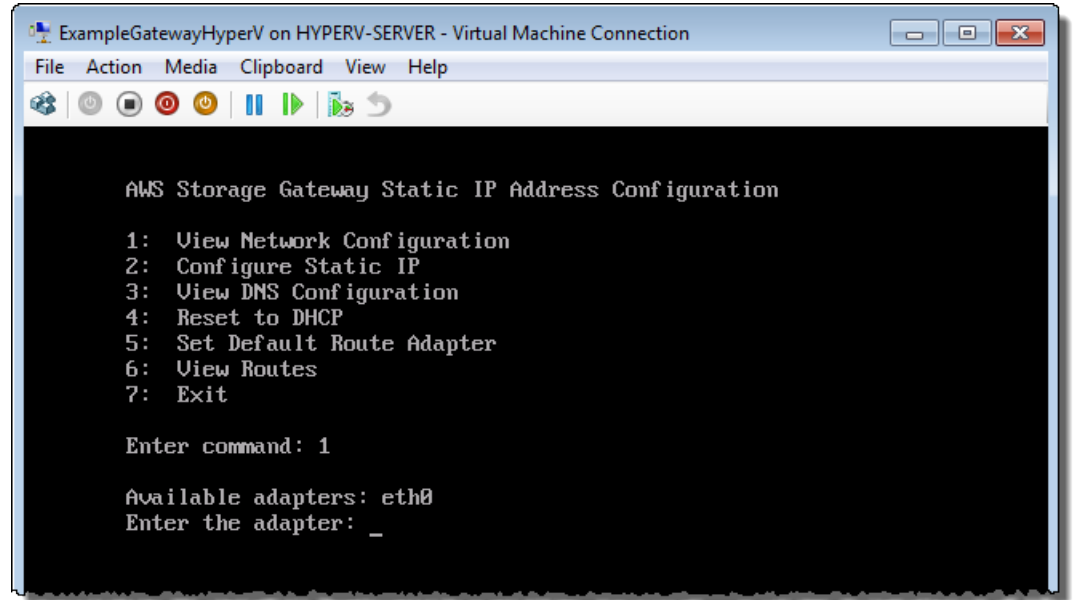 ExampleGatewayHyperV on HYPERV-SERVER - Virtual Machine Connection
File Action Media Clipboard View Help
AWS Storage Gateway Static IP Address Configuration
1: View Network Configuration
2: Configure Static IP
3: View DNS Configuration
4: Reset to DHCP
5: Set Default Route Adapter
6: View Routes
7: Exit
Enter command: 1
Available adapters: eth0
Enter the adapter: _